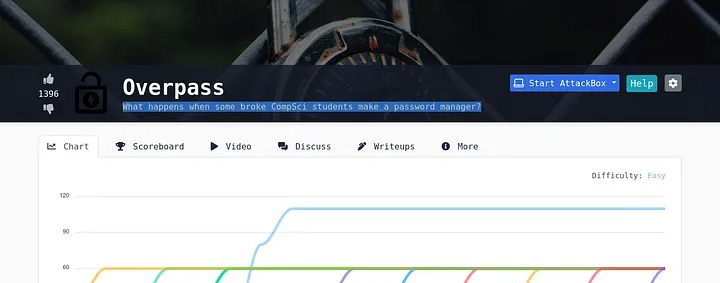 1396
Overpass
What happens when some broke CompSci students make a password manager?
Start AttackBox
Help
Chart
Scoreboard
Video
Discuss
Writeups
More
Difficulty: Easy
120
90
60